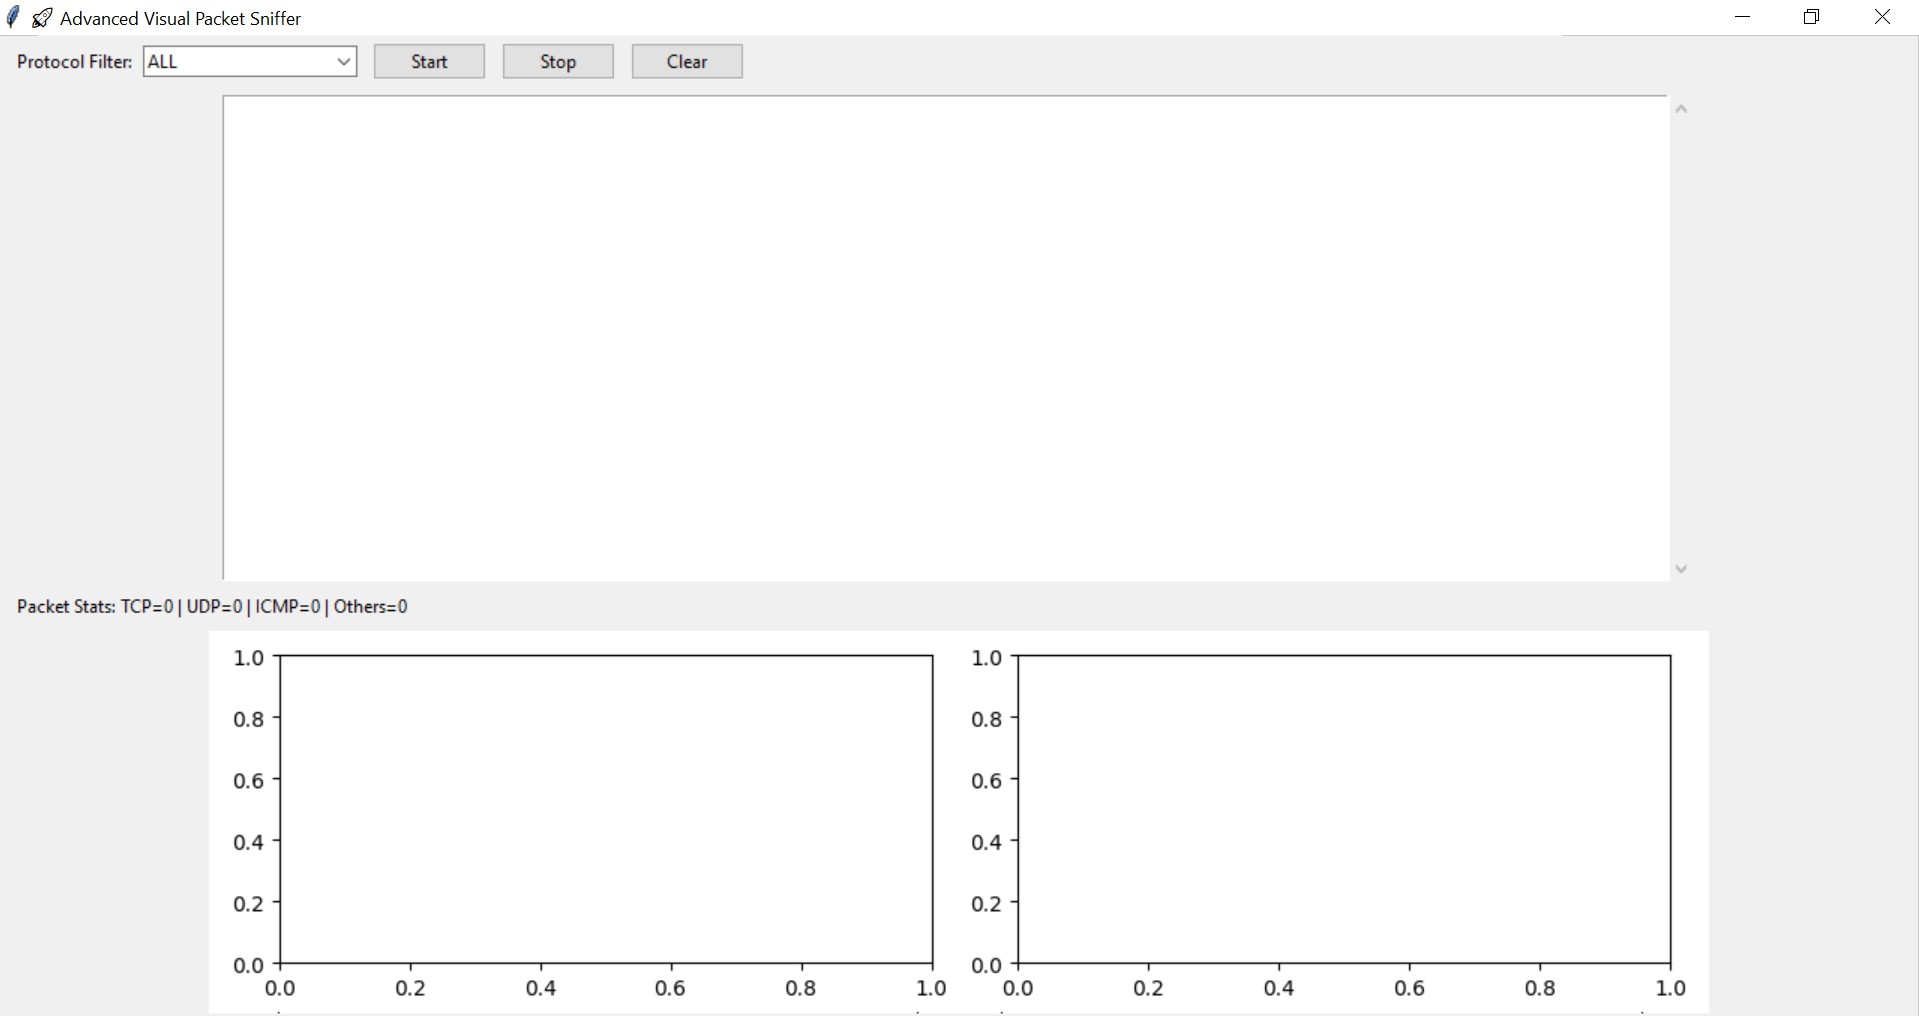 Advanced Visual Packet Sniffer
Protocol Filter: ALL Start Stop Clear
Packet Stats: TCP=0 | UDP=0 | ICMP=0 | Others=0
1.0 1.0
0.8 0.8
0.6 0.6
0.4 0.4
0.2 0.2
0.0 0.0
0.0 0.2 0.4 0.6 0.8 1.0 0.0 0.2 0.4 0.6 0.8 1.0